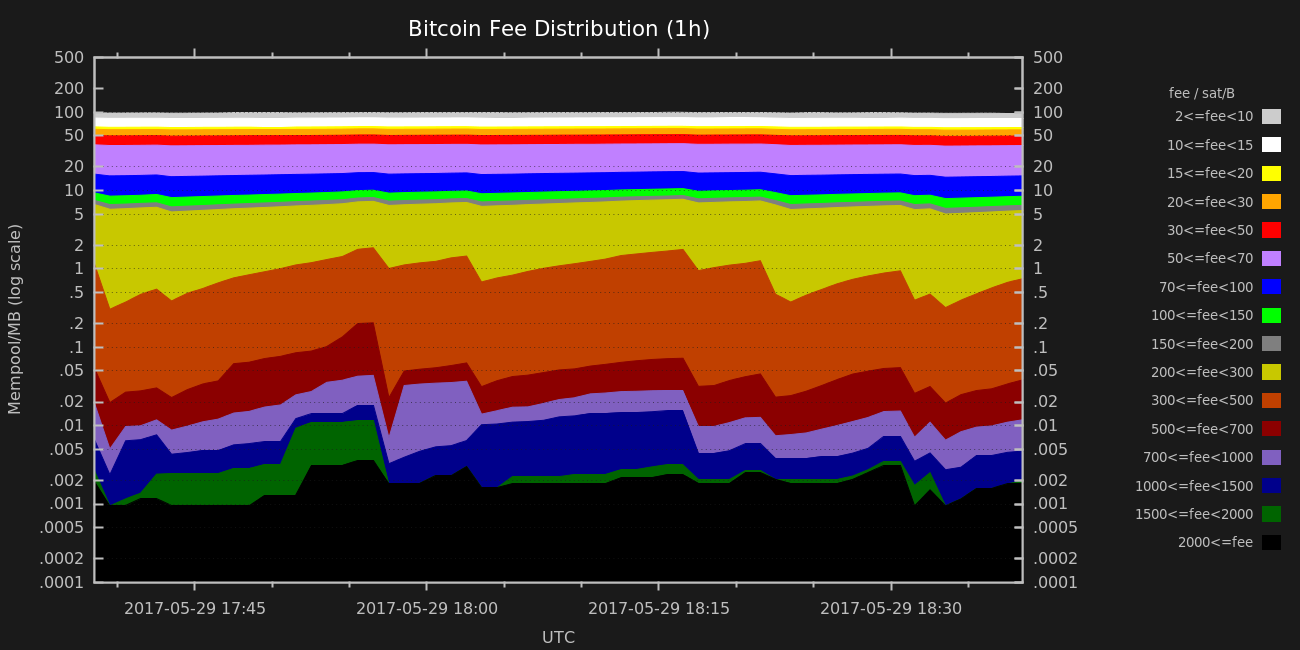 Bitcoin Fee Distribution (1h)
Mempool/MB (log scale)
500
200
100
50
20
10
5
2
1
.5
.2
.1
.05
.02
.01
.005
.002
.001
.0005
.0002
.0001
500
200
100
50
20
10
5
2
1
.5
.2
.1
.05
.02
.01
.005
.002
.001
.0005
.0002
.0001
2017-05-29 17:45
2017-05-29 18:00
2017-05-29 18:15
2017-05-29 18:30
UTC
fee / sat/B
2<=fee<10
10<=fee<15
15<=fee<20
20<=fee<30
30<=fee<50
50<=fee<70
70<=fee<100
100<=fee<150
150<=fee<200
200<=fee<300
300<=fee<500
500<=fee<700
700<=fee<1000
1000<=fee<1500
1500<=fee<2000
2000<=fee